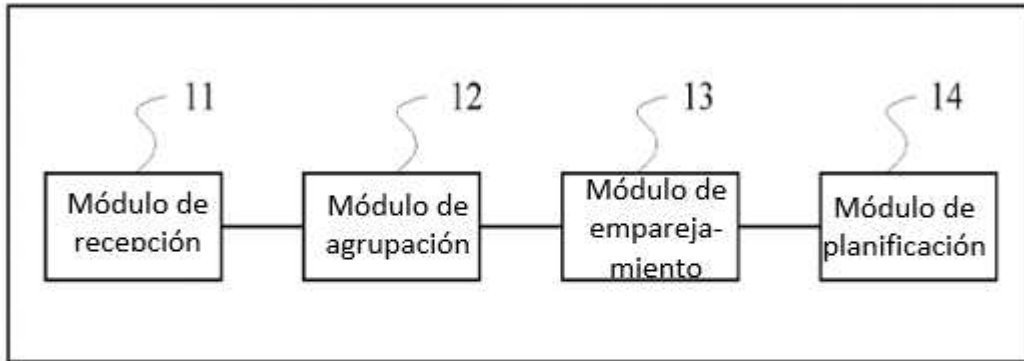 11
12
13
14
Módulo de
recepción
Módulo de
agrupación
Módulo de
empareja-
miento
Módulo de
planificación